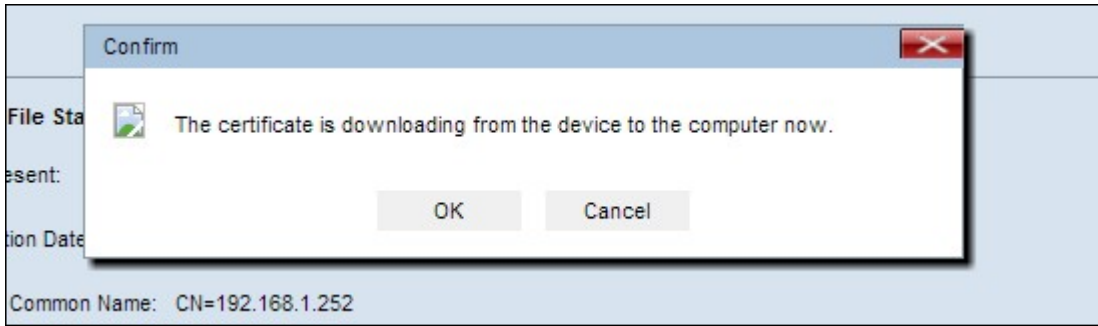 Confirm
File Sta
The certificate is downloading from the device to the computer now.
esent:
OK Cancel
tion Date
Common Name: CN=192.168.1.252